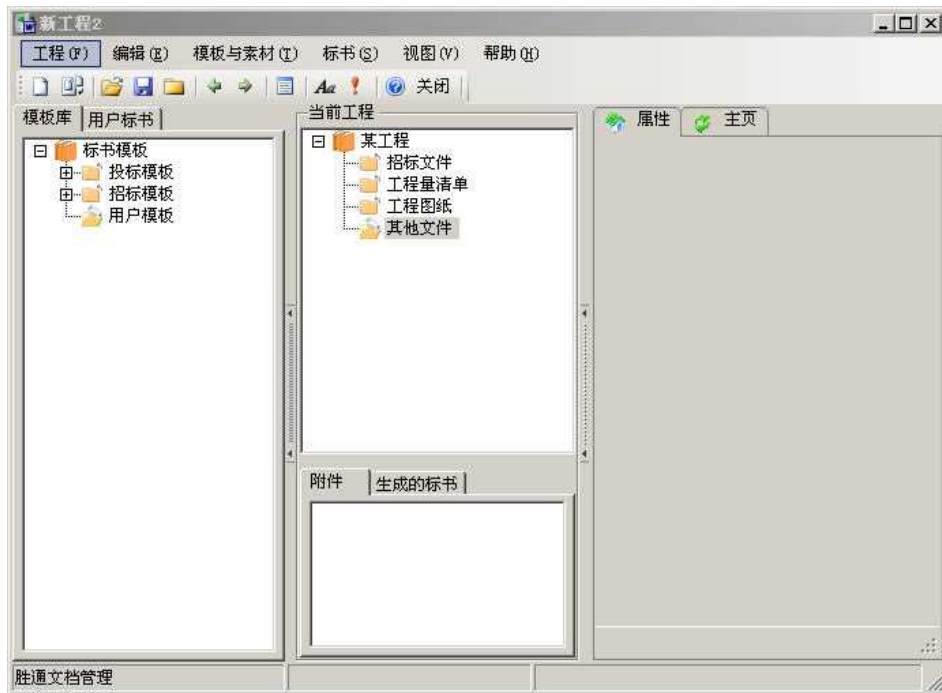 新工程2
工程(F) 编辑(E) 模板与素材(T) 标书(S) 视图(V) 帮助(H)
Aa ! 关闭
模板库 用户标书
标书模板
投标模板
招标模板
用户模板
当前工程
某工程
招标文件
工程量清单
工程图纸
其他文件
附件 生成的标书
属性 主页
胜通文档管理